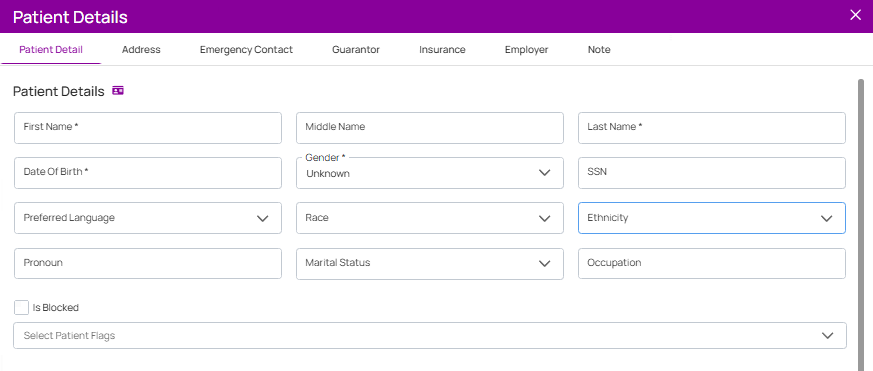 Patient Details
Patient Detail Address Emergency Contact Guarantor Insurance Employer Note
Patient Details
First Name * Middle Name Last Name *
Gender *
Date Of Birth * Unknown SSN
Preferred Language Race Ethnicity
Pronoun Marital Status Occupation
Is Blocked
Select Patient Flags